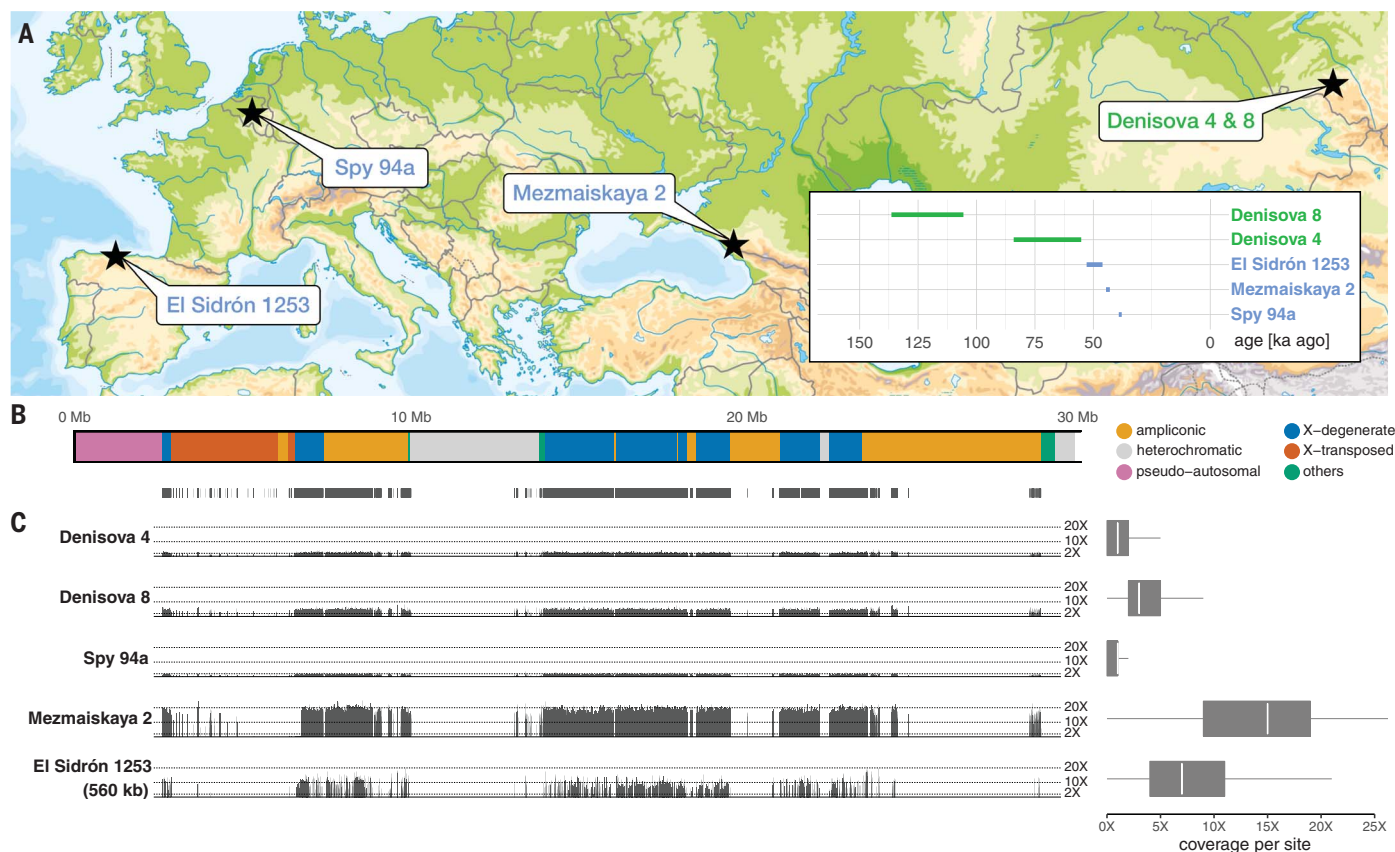 A
Spy 94a
Mezmaiskaya 2
El Sidrón 1253
Denisova 4 & 8
Denisova 8
Denisova 4
El Sidrón 1253
Mezmaiskaya 2
Spy 94a
150 125 100 75 50 0 age [ka ago]
B
0 Mb 10 Mb 20 Mb 30 Mb
ampliconic X-degenerate
heterochromatic X-transposed
pseudo-autosomal others
C
Denisova 4
20X
10X
2X
Denisova 8
20X
10X
2X
Spy 94a
20X
10X
2X
Mezmaiskaya 2
20X
10X
2X
El Sidrón 1253
(560 kb)
20X
10X
2X
0X 5X 10X 15X 20X 25X
coverage per site